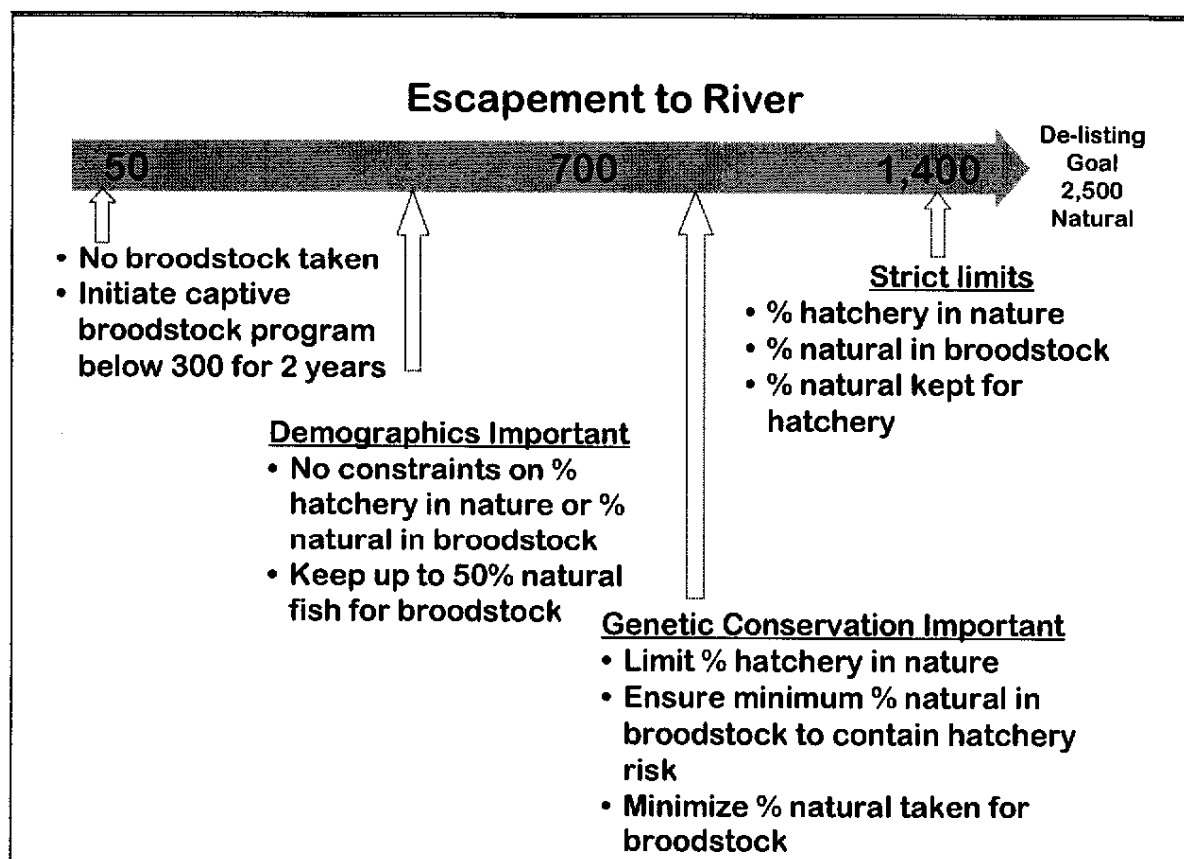 Escapement to River
50
700
1,400
De-listing
Goal
2,500
Natural
• No broodstock taken
• Initiate captive
broodstock program
below 300 for 2 years
Strict limits
• % hatchery in nature
• % natural in broodstock
• % natural kept for
hatchery
Demographics Important
• No constraints on %
hatchery in nature or %
natural in broodstock
• Keep up to 50% natural
fish for broodstock
Genetic Conservation Important
• Limit % hatchery in nature
• Ensure minimum % natural in
broodstock to contain hatchery
risk
• Minimize % natural taken for
broodstock